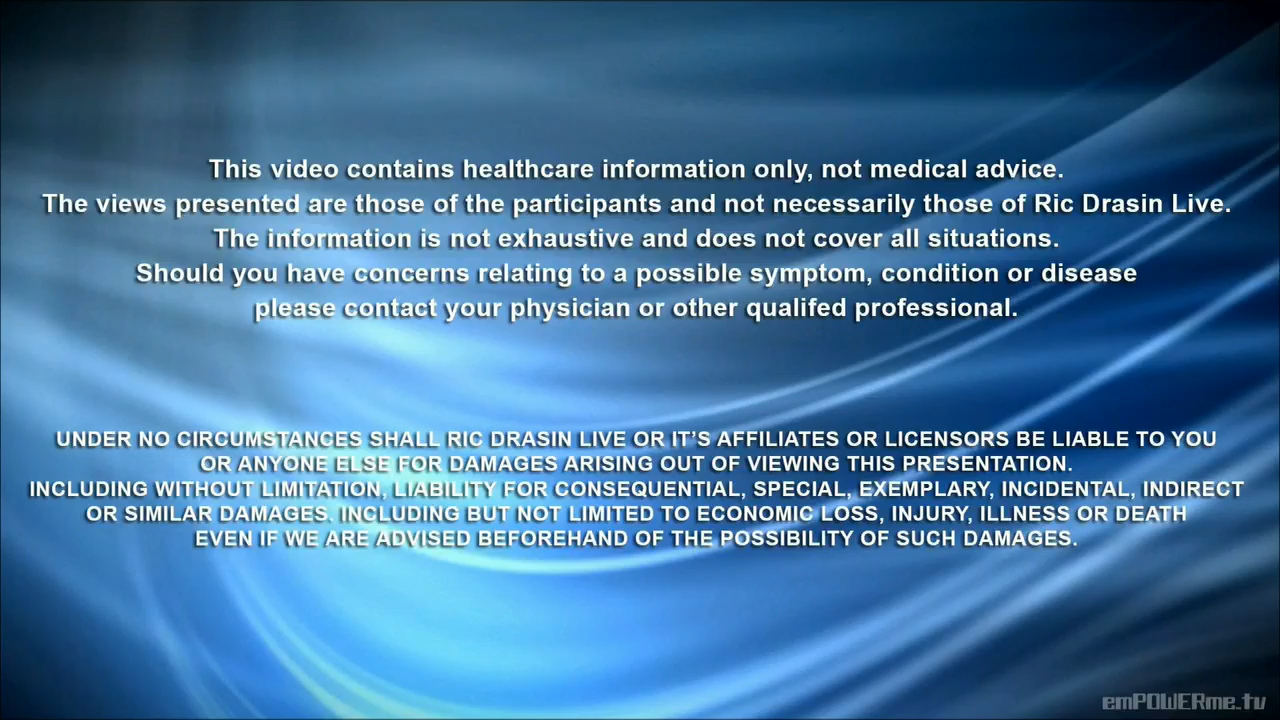 This video contains healthcare information only, not medical advice.
The views presented are those of the participants and not necessarily those of Ric Drasin Live.
The information is not exhaustive and does not cover all situations.
Should you have concerns relating to a possible symptom, condition or disease
please contact your physician or other qualifed professional.
UNDER NO CIRCUMSTANCES SHALL RIC DRASIN LIVE OR IT’S AFFILIATES OR LICENSORS BE LIABLE TO YOU
OR ANYONE ELSE FOR DAMAGES ARISING OUT OF VIEWING THIS PRESENTATION.
INCLUDING WITHOUT LIMITATION, LIABILITY FOR CONSEQUENTIAL, SPECIAL, EXEMPLARY, INCIDENTAL, INDIRECT
OR SIMILAR DAMAGES. INCLUDING BUT NOT LIMITED TO ECONOMIC LOSS, INJURY, ILLNESS OR DEATH
EVEN IF WE ARE ADVISED BEFOREHAND OF THE POSSIBILITY OF SUCH DAMAGES.
emPOWERme.tv